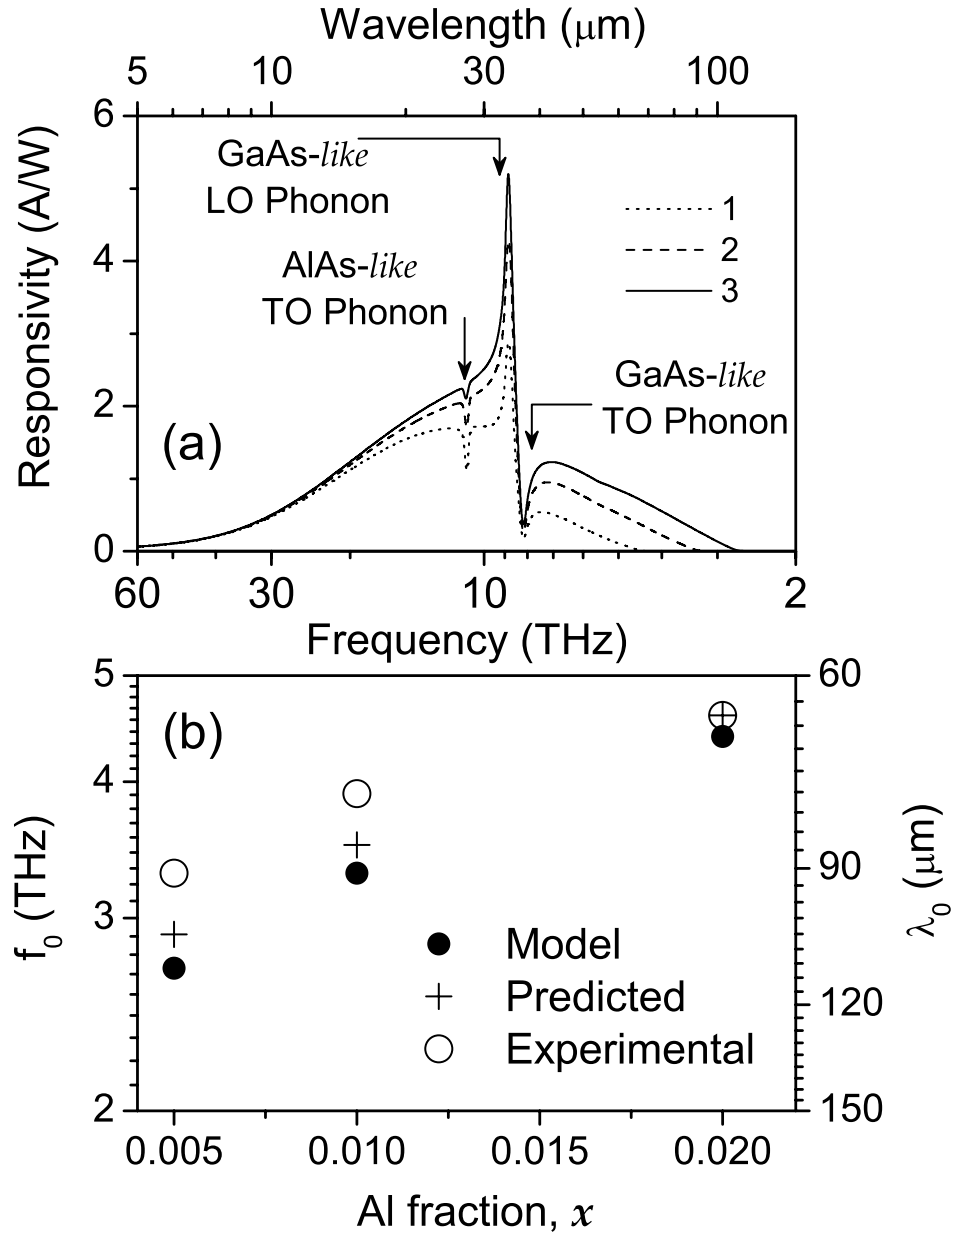 Wavelength (μm)
5 10 30 100
6
GaAs-like
LO Phonon
1
2
3
4
AlAs-like
TO Phonon
GaAs-like
TO Phonon
2
(a)
0
Responsivity (A/W)
60 30 10 2
Frequency (THz)
5 60
(b)
4
90
3
Model
Predicted
120
Experimental
2 150
f0 (THz)
λ0 (μm)
0.005 0.010 0.015 0.020
Al fraction, x